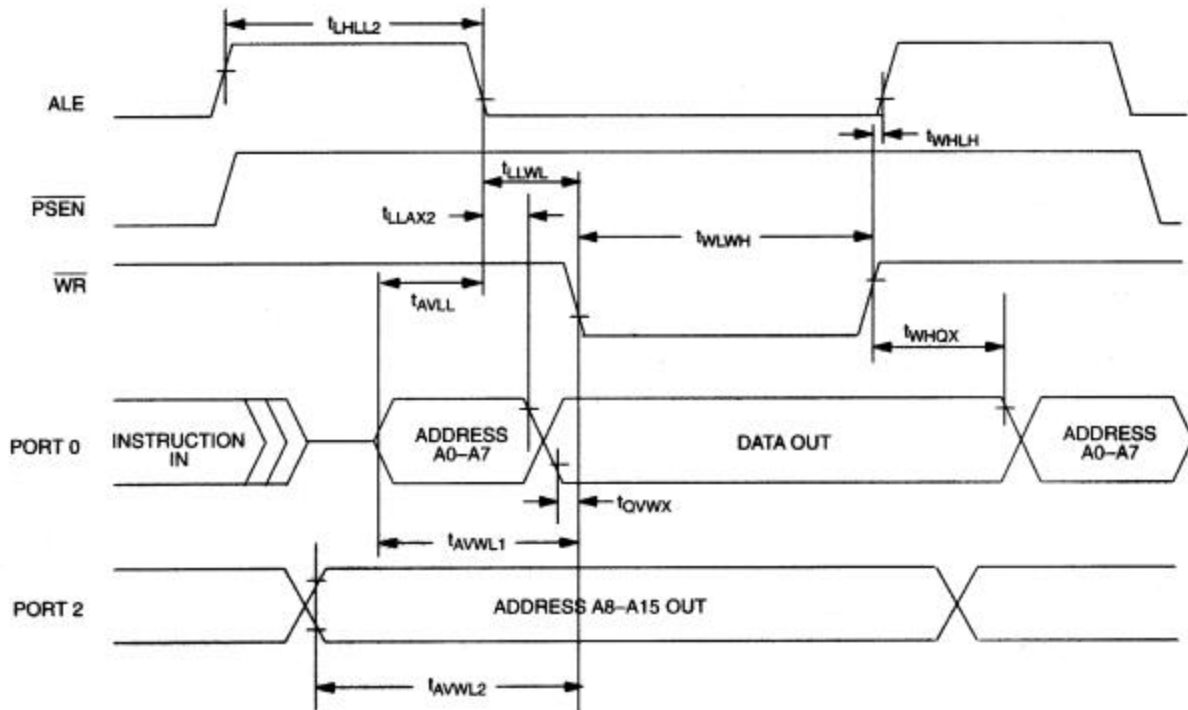 tLHLL2
ALE
tWHLH
tLLWL
PSEN
tLLAX2
tWLWH
WR
tAVLL
tWHQX
PORT 0
INSTRUCTION
IN
ADDRESS
A0–A7
DATA OUT
ADDRESS
A0–A7
tQVWX
tAVWL1
PORT 2
ADDRESS A8–A15 OUT
tAVWL2